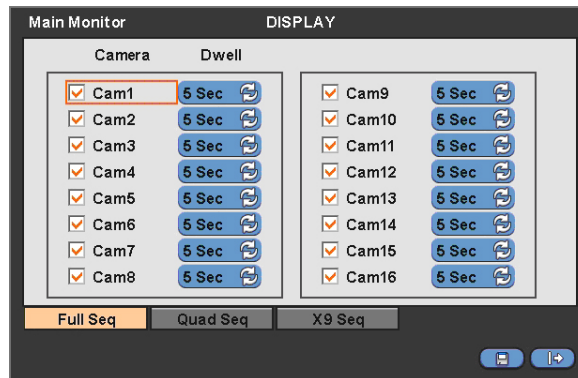 Main Monitor DISPLAY
Camera Dwell
Cam1 5 Sec
Cam2 5 Sec
Cam3 5 Sec
Cam4 5 Sec
Cam5 5 Sec
Cam6 5 Sec
Cam7 5 Sec
Cam8 5 Sec
Cam9 5 Sec
Cam10 5 Sec
Cam11 5 Sec
Cam12 5 Sec
Cam13 5 Sec
Cam14 5 Sec
Cam15 5 Sec
Cam16 5 Sec
Full Seq Quad Seq X9 Seq